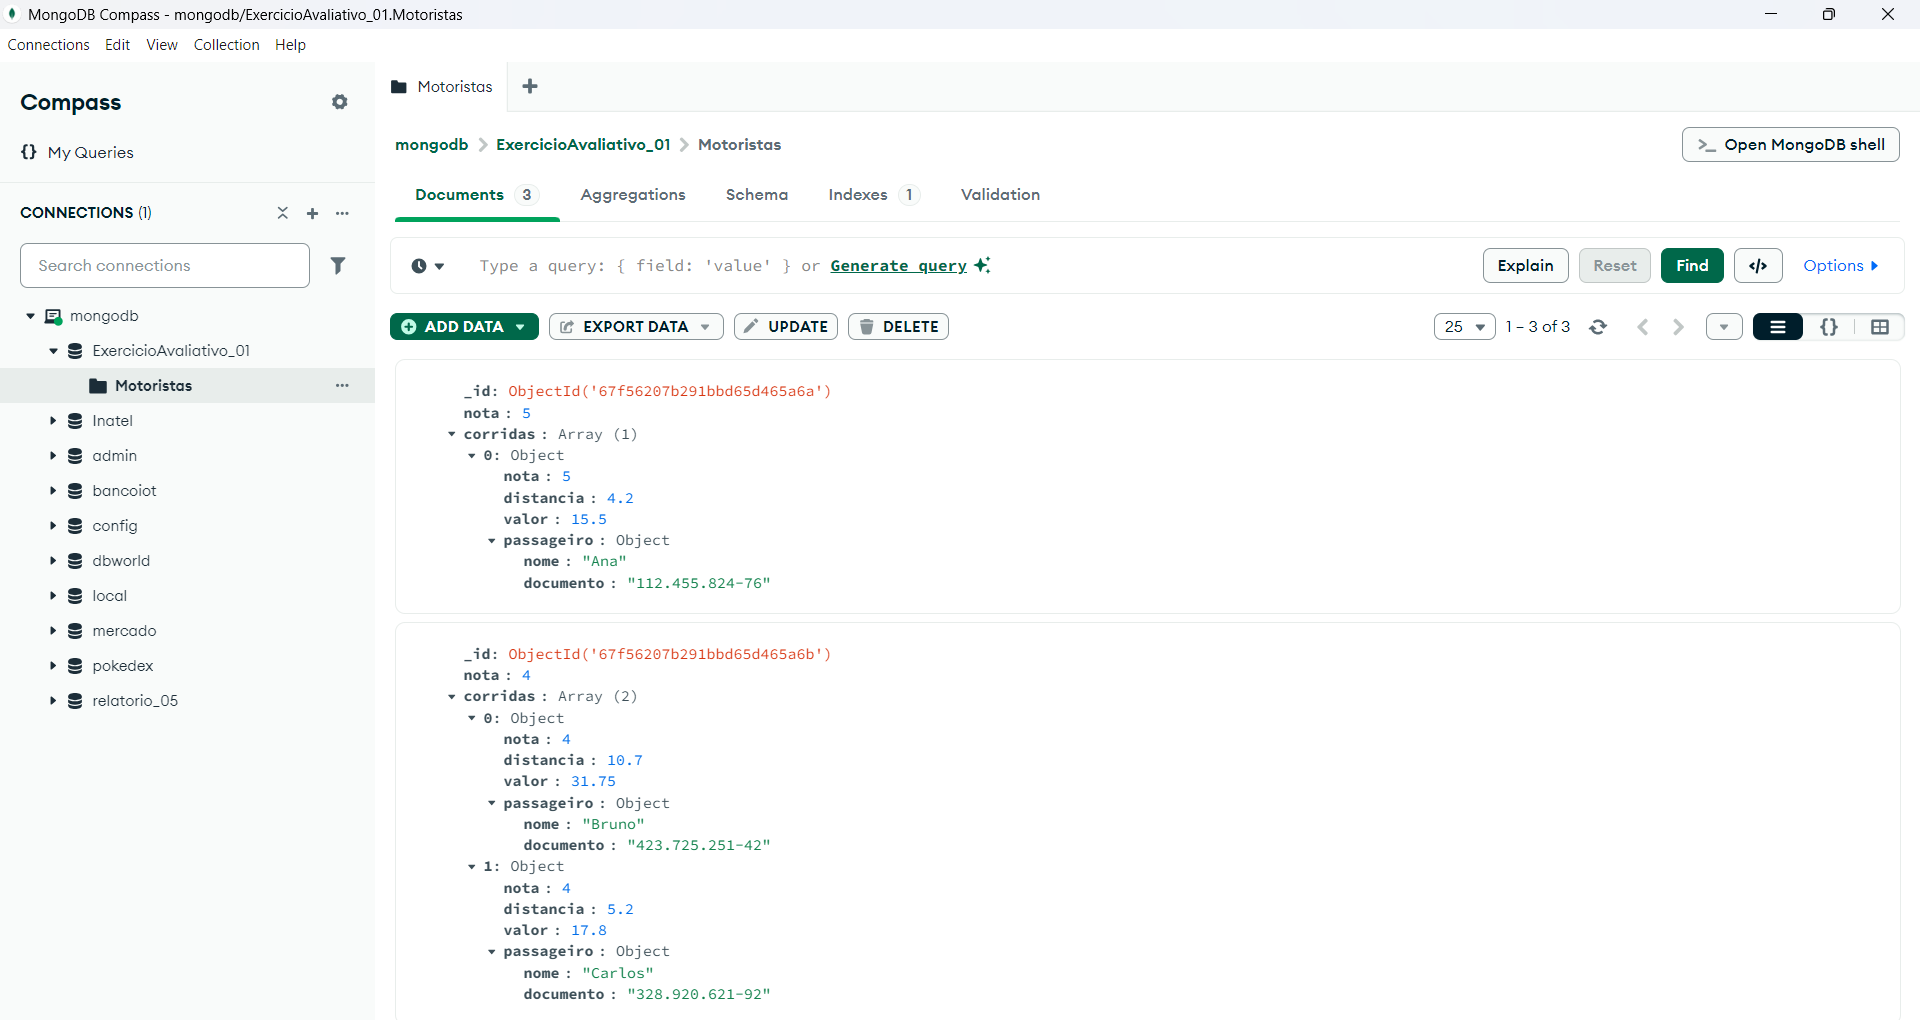 MongoDB Compass - mongodb/ExercicioAvaliativo_01.Motoristas
Connections Edit View Collection Help
Compass
{} My Queries
CONNECTIONS (1)
Search connections
mongodb
ExercicioAvaliativo_01
Motoristas
Inatel
admin
bancoiot
config
dbworld
local
mercado
pokedex
relatorio_05
Motoristas
mongodb > ExercicioAvaliativo_01 > Motoristas
>_ Open MongoDB shell
Documents 3 Aggregations Schema Indexes 1 Validation
Type a query: { field: 'value' } or Generate query
Explain Reset Find </> Options
ADD DATA EXPORT DATA UPDATE DELETE
25 1 – 3 of 3 {}
_id: ObjectId('67f56207b291bbd65d465a6a')
nota : 5
corridas : Array (1)
0: Object
nota : 5
distancia : 4.2
valor : 15.5
passageiro : Object
nome : "Ana"
documento : "112.455.824-76"
_id: ObjectId('67f56207b291bbd65d465a6b')
nota : 4
corridas : Array (2)
0: Object
nota : 4
distancia : 10.7
valor : 31.75
passageiro : Object
nome : "Bruno"
documento : "423.725.251-42"
1: Object
nota : 4
distancia : 5.2
valor : 17.8
passageiro : Object
nome : "Carlos"
documento : "328.920.621-92"